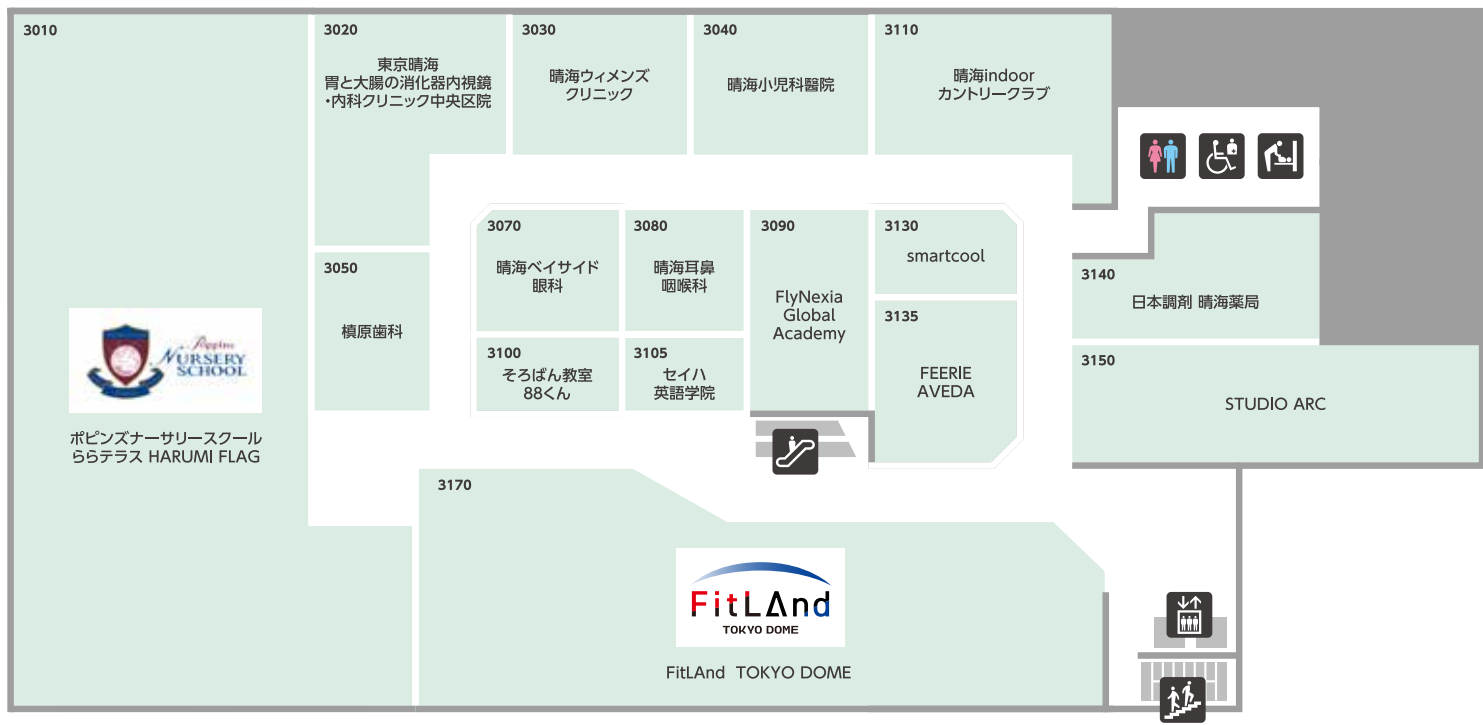 3010
3020
東京晴海
胃と大腸の消化器内視鏡
・内科クリニック中央区院
3030
晴海ウィメンズ
クリニック
3040
晴海小児科醫院
3110
晴海indoor
カントリークラブ
3050
槙原歯科
3070
晴海ベイサイド
眼科
3080
晴海耳鼻
咽喉科
3090
FlyNexia
Global
Academy
3130
smartcool
3140
日本調剤 晴海薬局
3100
そろばん教室
88くん
3105
セイハ
英語学院
3135
FEERIE
AVEDA
3150
STUDIO ARC
Poppins
NURSERY
SCHOOL
ポピンズナーサリースクール
ららテラス HARUMI FLAG
3170
FitLAnd
TOKYO DOME
FitLAnd TOKYO DOME